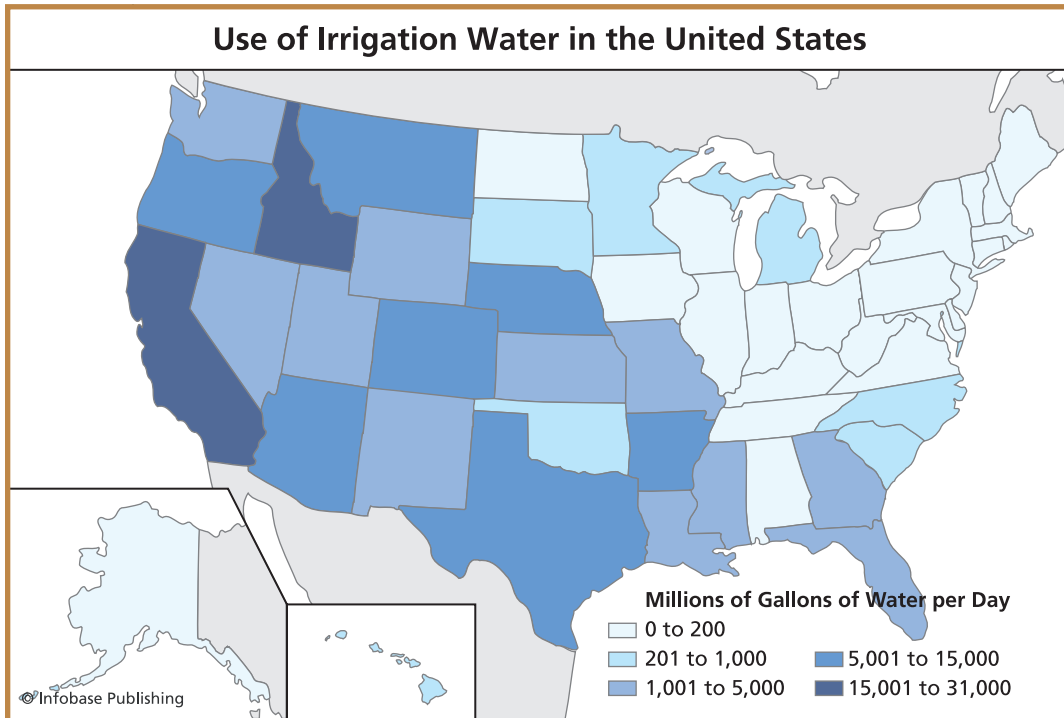 Use of Irrigation Water in the United States
Millions of Gallons of Water per Day
0 to 200
201 to 1,000
1,001 to 5,000
5,001 to 15,000
15,001 to 31,000
© Infobase Publishing